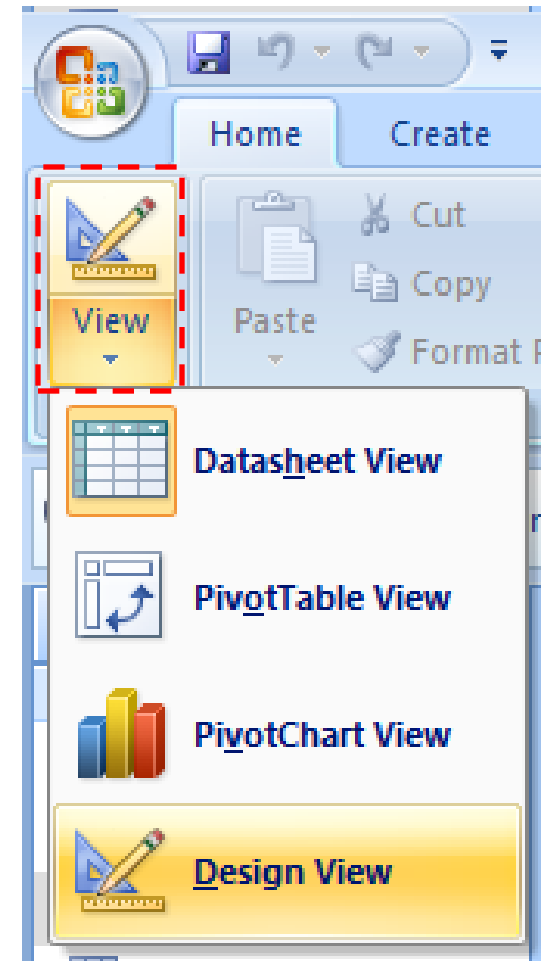 Home Create
View
Paste
Cut
Copy
Format
Datasheet View
PivotTable View
PivotChart View
Design View